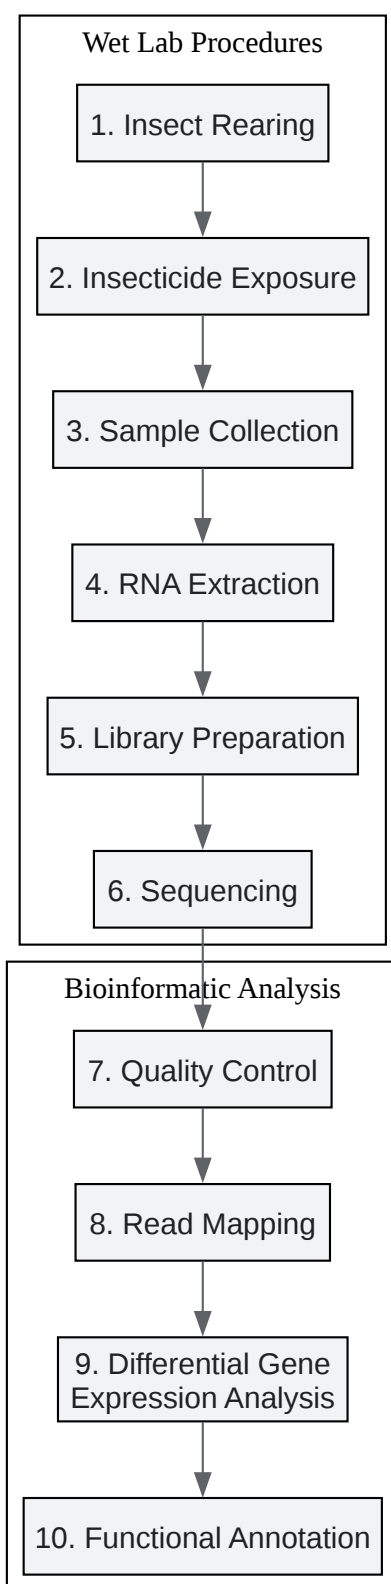 Wet Lab Procedures
1. Insect Rearing
2. Insecticide Exposure
3. Sample Collection
4. RNA Extraction
5. Library Preparation
6. Sequencing
Bioinformatic Analysis
7. Quality Control
8. Read Mapping
9. Differential Gene
Expression Analysis
10. Functional Annotation